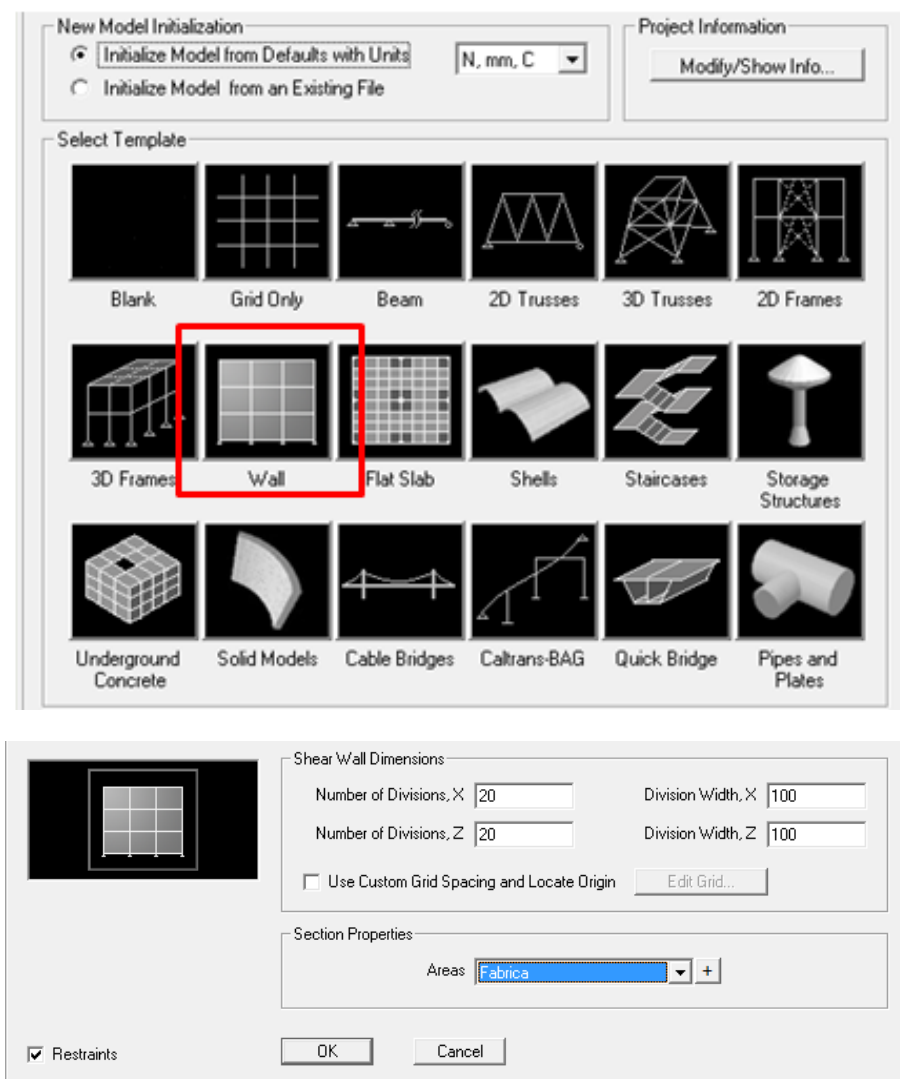 New Model Initialization
Project Information
Initialize Model from Defaults with Units
N, mm, C
Modify/Show Info...
Initialize Model from an Existing File
Select Template
Blank
Grid Only
Beam
2D Trusses
3D Trusses
2D Frames
3D Frames
Wall
Flat Slab
Shells
Staircases
Storage
Structures
Underground
Concrete
Solid Models
Cable Bridges
Caltrans-BAG
Quick Bridge
Pipes and
Plates
Shear Wall Dimensions
Number of Divisions, X 20
Division Width, X 100
Number of Divisions, Z 20
Division Width, Z 100
Use Custom Grid Spacing and Locate Origin
Edit Grid...
Section Properties
Areas Fabrica +
Restraints
OK
Cancel